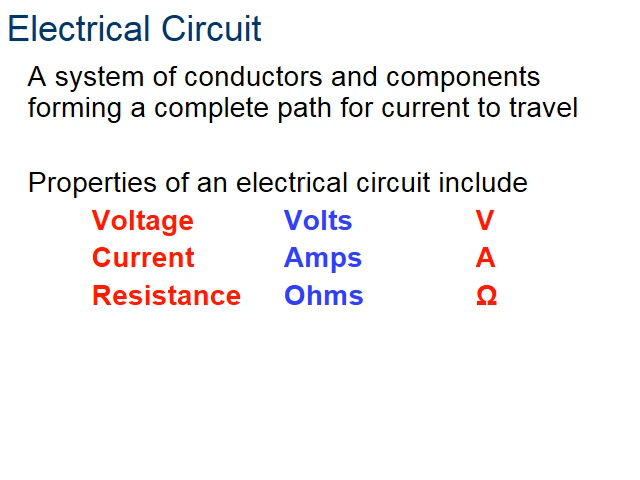 Electrical Circuit
A system of conductors and components
forming a complete path for current to travel
Properties of an electrical circuit include
Voltage Volts V
Current Amps A
Resistance Ohms Ω